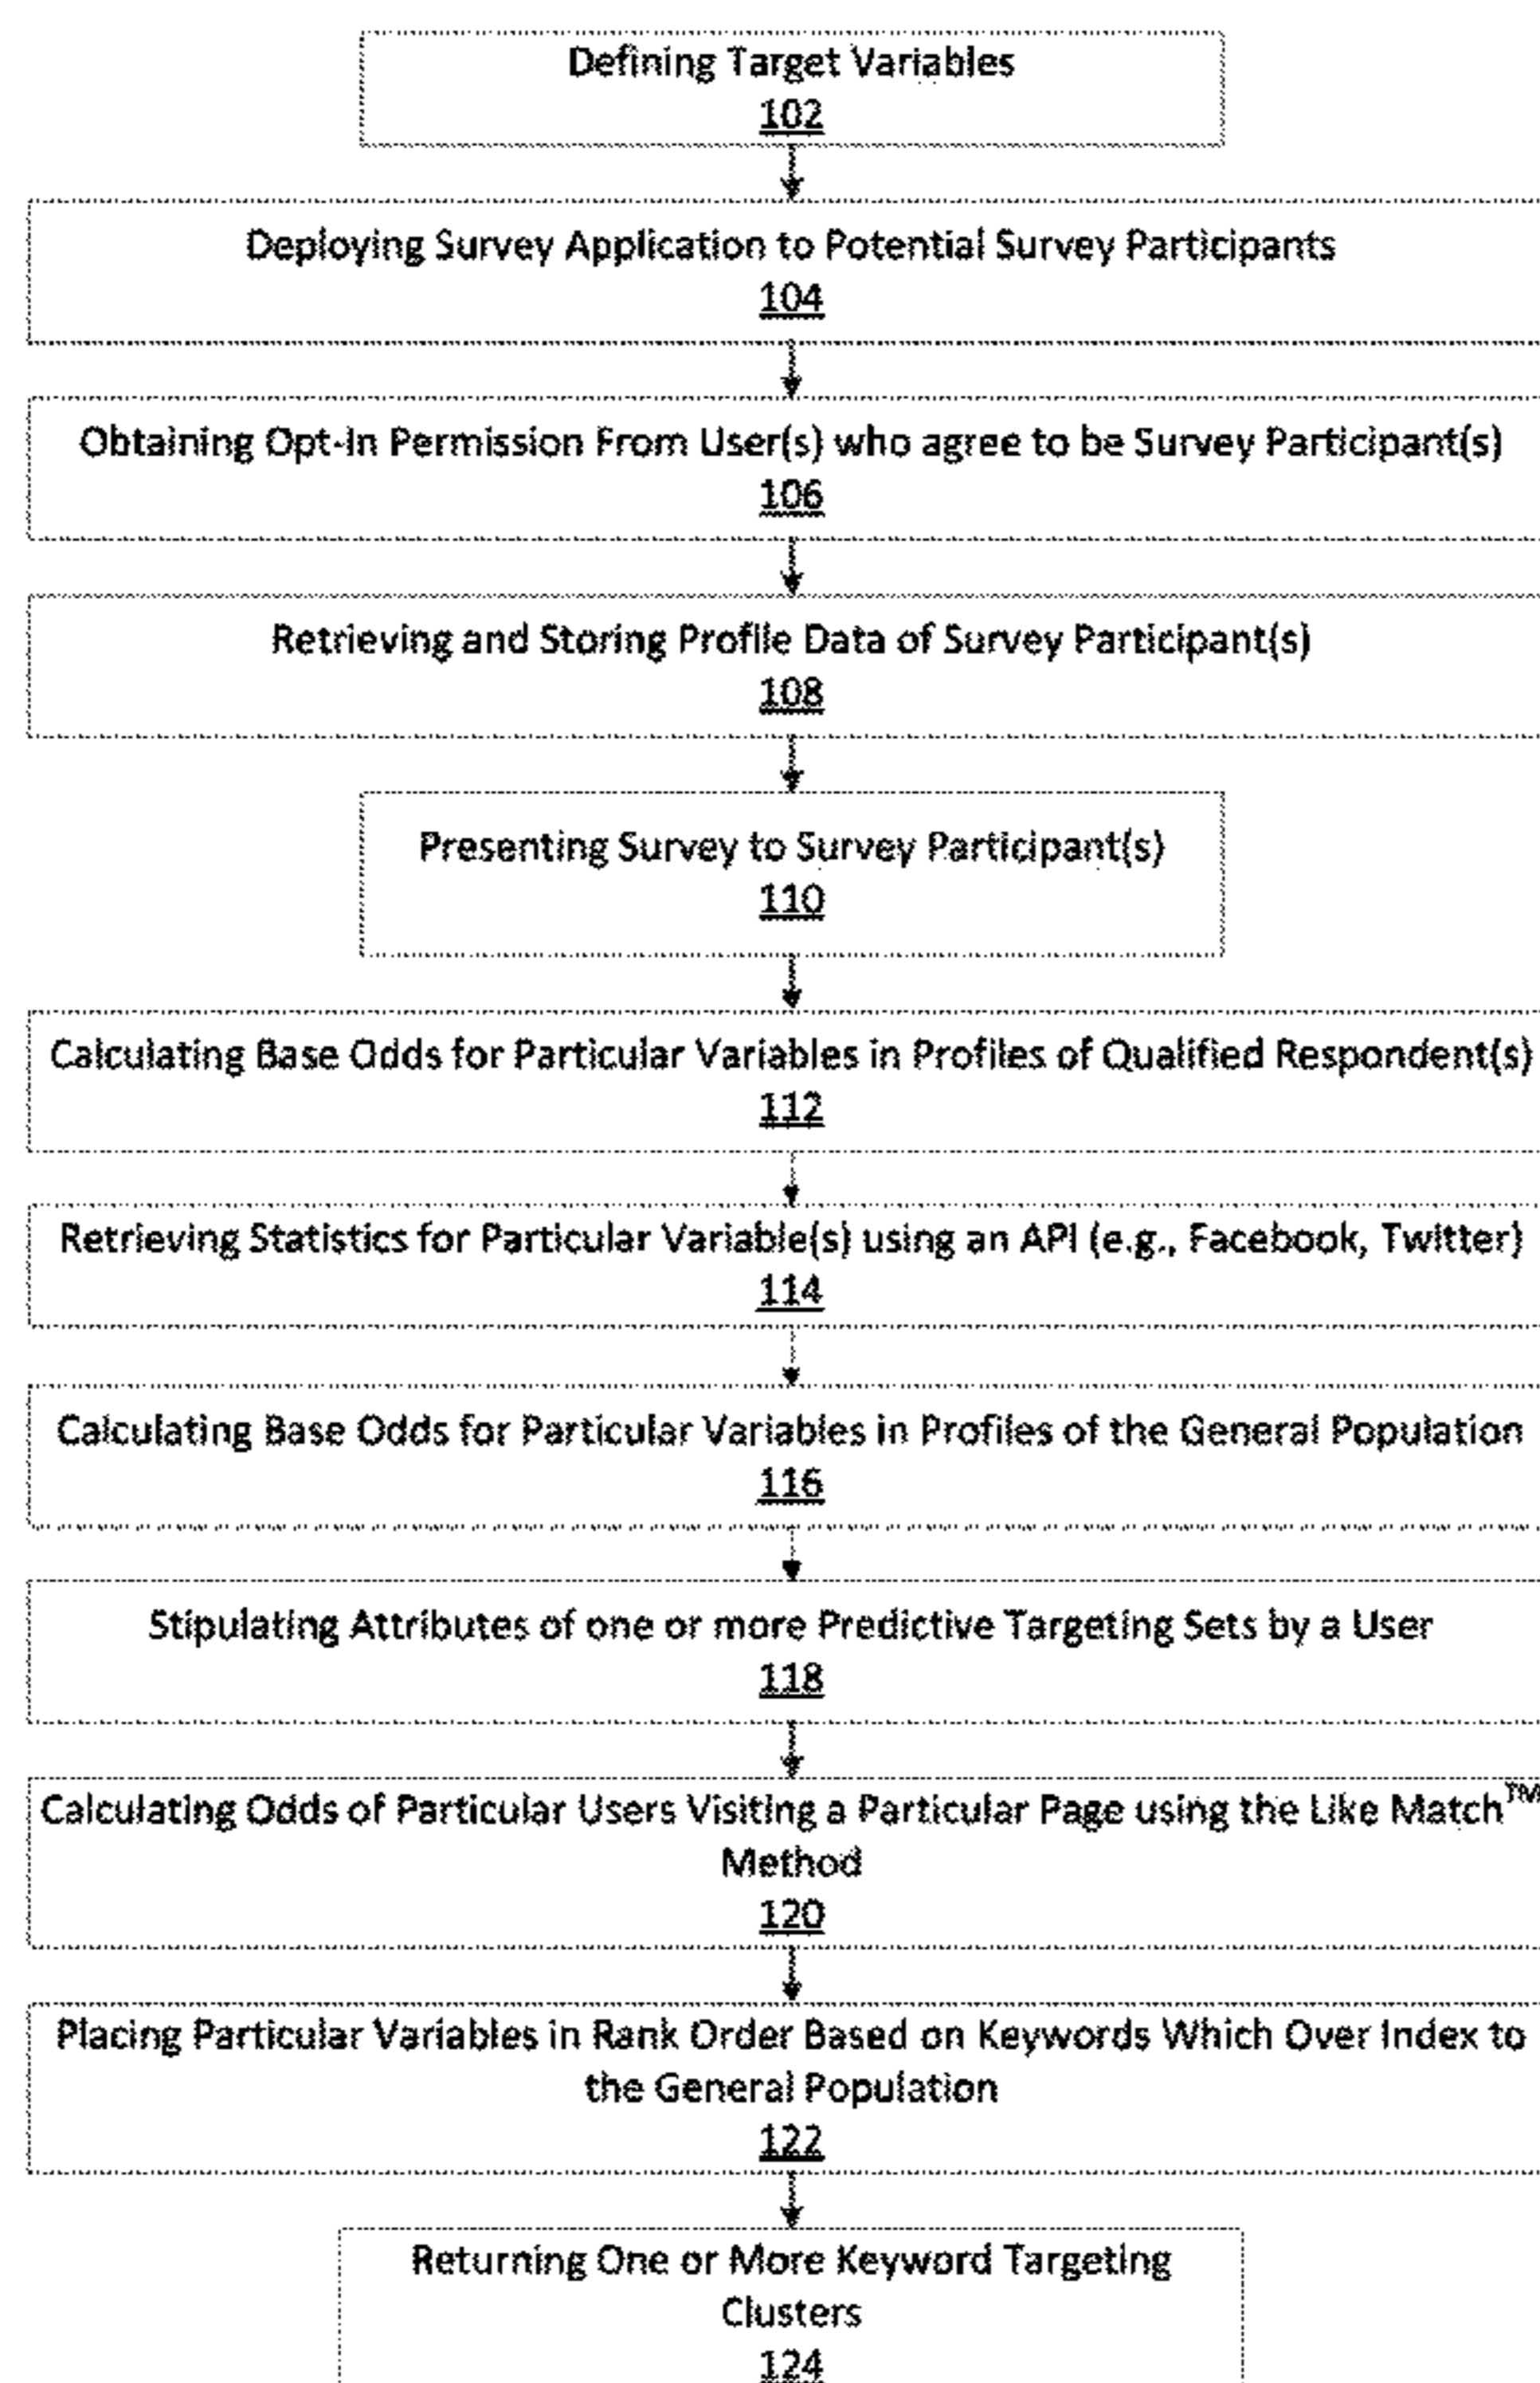 Defining Target Variables
102
Deploying Survey Application to Potential Survey Participants
104
Obtaining Opt-In Permission From User(s) who agree to be Survey Participant(s)
106
Retrieving and Storing Profile Data of Survey Participant(s)
108
Presenting Survey to Survey Participant(s)
110
Calculating Base Odds for Particular Variables in Profiles of Qualified Respondent(s)
112
Retrieving Statistics for Particular Variable(s) using an API (e.g., Facebook, Twitter)
114
Calculating Base Odds for Particular Variables in Profiles of the General Population
116
Stipulating Attributes of one or more Predictive Targeting Sets by a User
118
Calculating Odds of Particular Users Visiting a Particular Page using the Like Match™
Method
120
Placing Particular Variables in Rank Order Based on Keywords Which Over Index to
the General Population
122
Returning One or More Keyword Targeting
Clusters
124